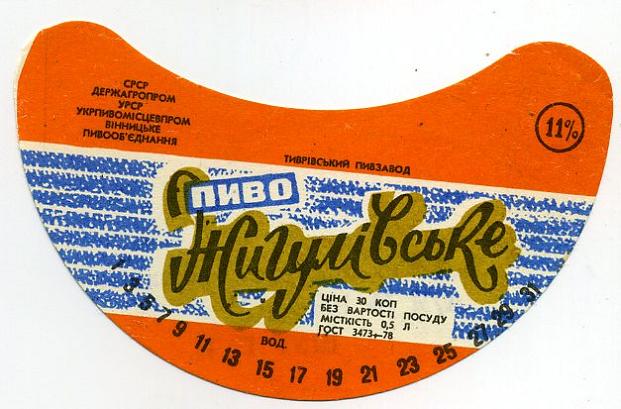 СРСР
ДЕРЖАГРОПРОМ
УРСР
УКРПИВОМІСЦЕВПРОМ
ВІННИЦЬКЕ
ПИВООБ'ЄДНАННЯ
11%
ТИВРІВСЬКИЙ ПИВЗАВОД
ПИВО
Жигулівське
ЦІНА 30 КОП
БЕЗ ВАРТОСТІ ПОСУДУ
МІСТКІСТЬ 0,5 Л
ГОСТ 3473-78
ВОД.
1 3 5 7 9 11 13 15 17 19 21 23 25 27 29 31